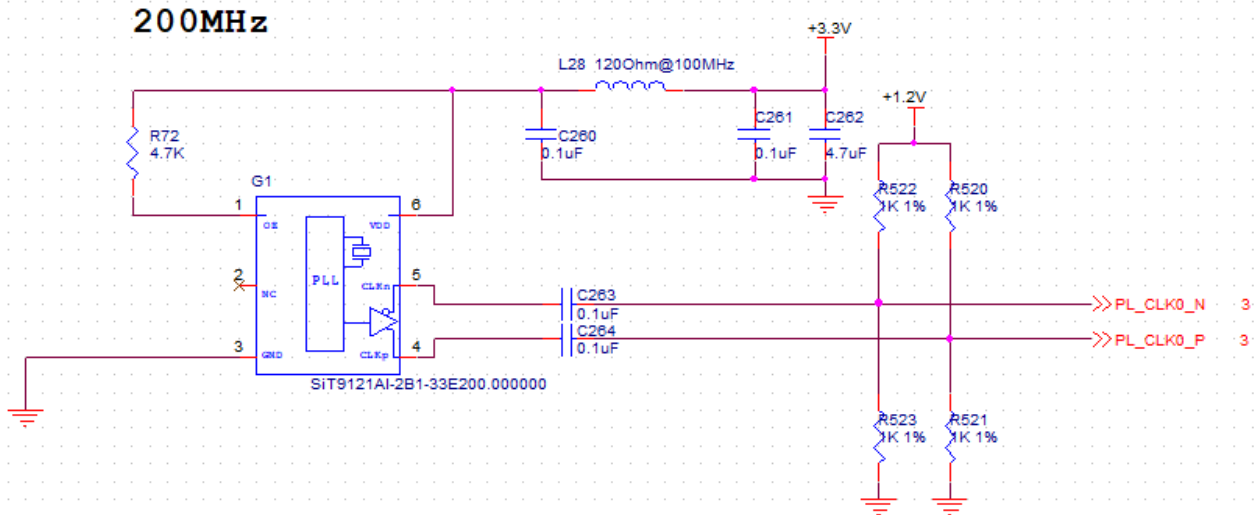 200MHz
+3.3V
L28 120Ohm@100MHz
+1.2V
R72
4.7K
C260
0.1uF
C261
0.1uF
C262
4.7uF
G1
R522
1K 1%
R520
1K 1%
1
OE
6
VDD
2
NC
PLL
5
CLKn
C263
0.1uF
PL_CLK0_N 3
3
GND
4
CLKp
C264
0.1uF
PL_CLK0_P 3
SiT9121AI-2B1-33E200.000000
R523
1K 1%
R521
1K 1%